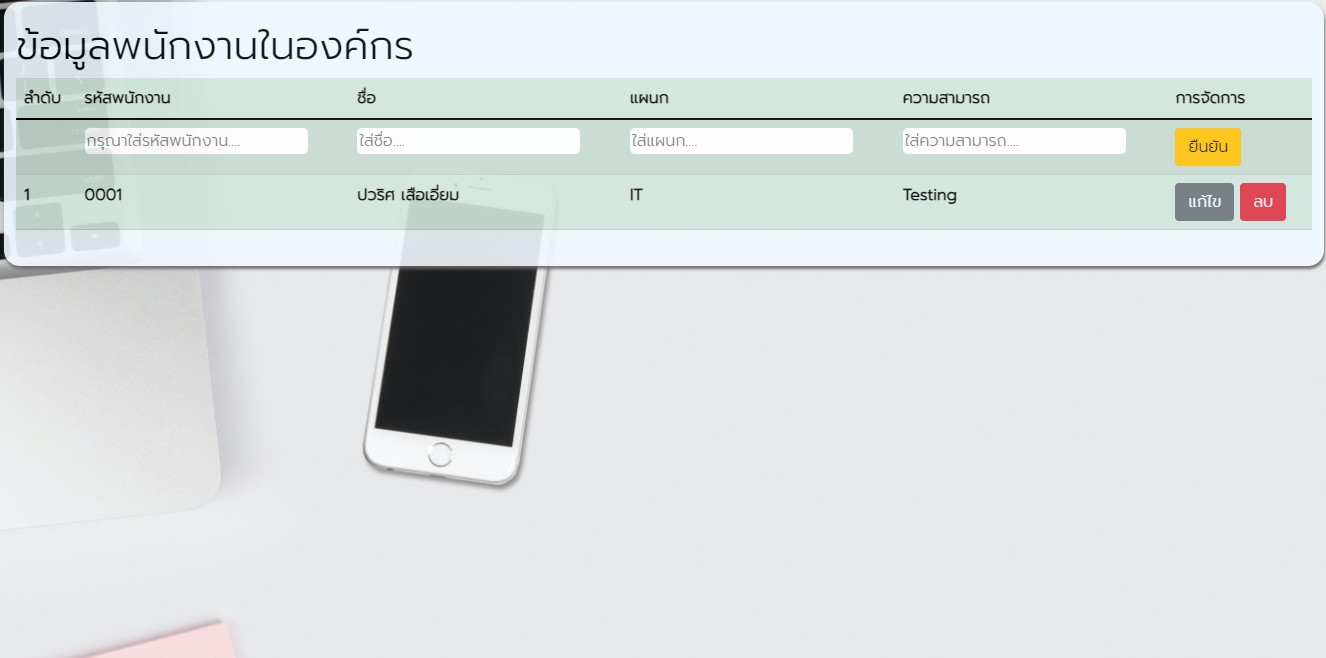 ข้อมูลพนักงานในองค์กร
ลำดับ รหัสพนักงาน ชื่อ แผนก ความสามารถ การจัดการ
กรุณาใส่รหัสพนักงาน.... ใส่ชื่อ.... ใส่แผนก.... ใส่ความสามารถ.... ยืนยัน
1 0001 ปวริศ เสือเอี่ยม IT Testing แก้ไข ลบ